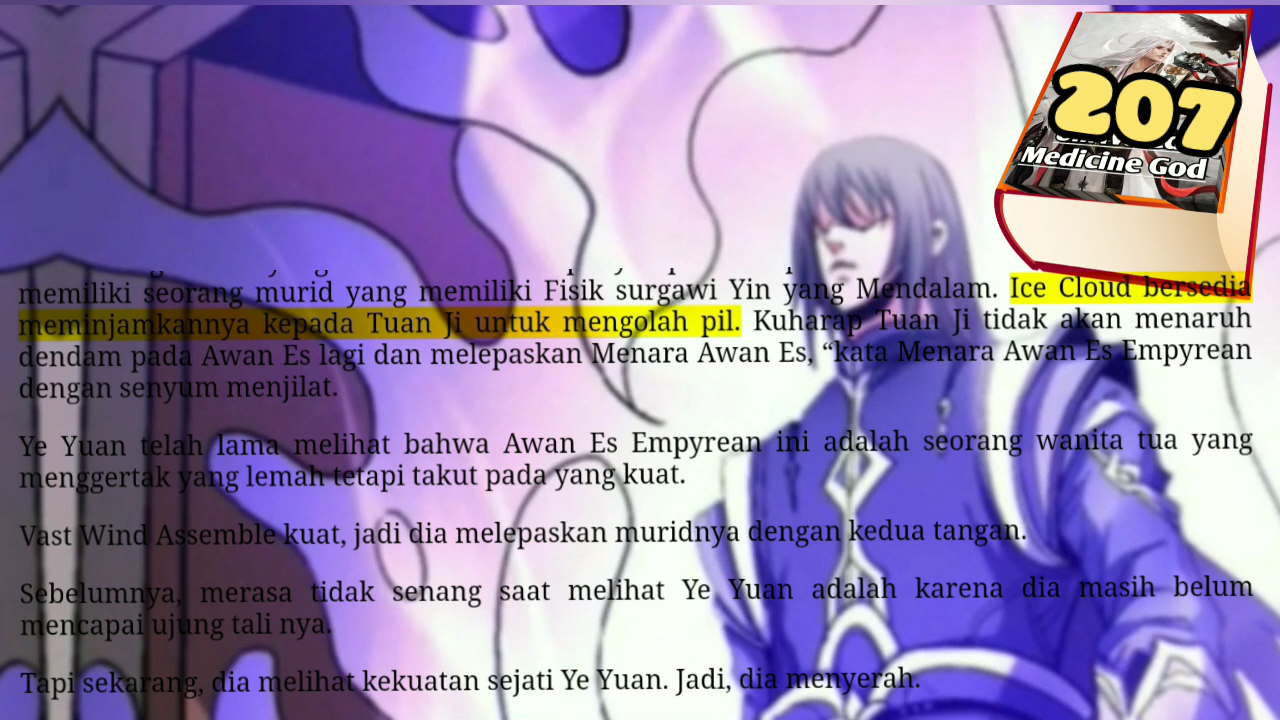 207
Medicine God
memiliki seorang murid yang memiliki Fisik surgawi Yin yang Mendalam. Ice Cloud bersedia
meminjamkannya kepada Tuan Ji untuk mengolah pil. Kuharap Tuan Ji tidak akan menaruh
dendam pada Awan Es lagi dan melepaskan Menara Awan Es, “kata Menara Awan Es Empyrean
dengan senyum menjilat.
Ye Yuan telah lama melihat bahwa Awan Es Empyrean ini adalah seorang wanita tua yang
menggertak yang lemah tetapi takut pada yang kuat.
Vast Wind Assemble kuat, jadi dia melepaskan muridnya dengan kedua tangan.
Sebelumnya, merasa tidak senang saat melihat Ye Yuan adalah karena dia masih belum
mencapai ujung tali nya.
Tapi sekarang, dia melihat kekuatan sejati Ye Yuan. Jadi, dia menyerah.